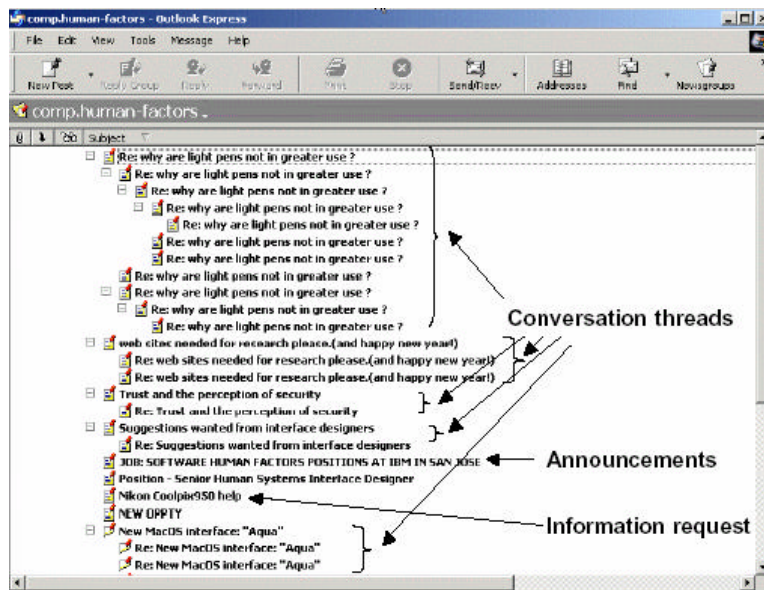 comp.human-factors - Outlook Express
File Edit View Tools Message Help
New Post Reply Group Reply Forward Print Stop Send/Recv Addresses Find Newsgroups
comp.human-factors
Subject
Re: why are light pens not in greater use ?
Re: why are light pens not in greater use ?
Re: why are light pens not in greater use ?
Re: why are light pens not in greater use ?
Re: why are light pens not in greater use ?
Re: why are light pens not in greater use ?
Re: why are light pens not in greater use ?
Re: why are light pens not in greater use ?
Re: why are light pens not in greater use ?
Re: why are light pens not in greater use ?
Conversation threads
Re: why are light pens not in greater use ?
web sites needed for research please.(and happy new year!)
Re: web sites needed for research please.(and happy new year!)
Re: web sites needed for research please.(and happy new year!)
Trust and the perception of security
Re: Trust and the perception of security
Suggestions wanted from interface designers
Re: Suggestions wanted from interface designers
JOB: SOFTWARE HUMAN FACTORS POSITIONS AT IBM IN SAN JOSE
Announcements
Position - Senior Human Systems Interface Designer
Nikon Coolpix950 help
NEW OPPTY
Information request
New MacOS interface: "Aqua"
Re: New MacOS interface: "Aqua"
Re: New MacOS interface: "Aqua"